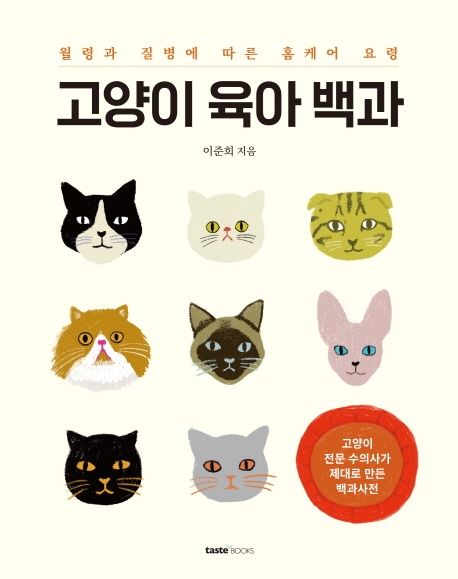 월령과 질병에 따른 홈케어 요령
고양이 육아 백과
이준희 지음
고양이
전문 수의사가
제대로 만든
백과사전
taste BOOKS